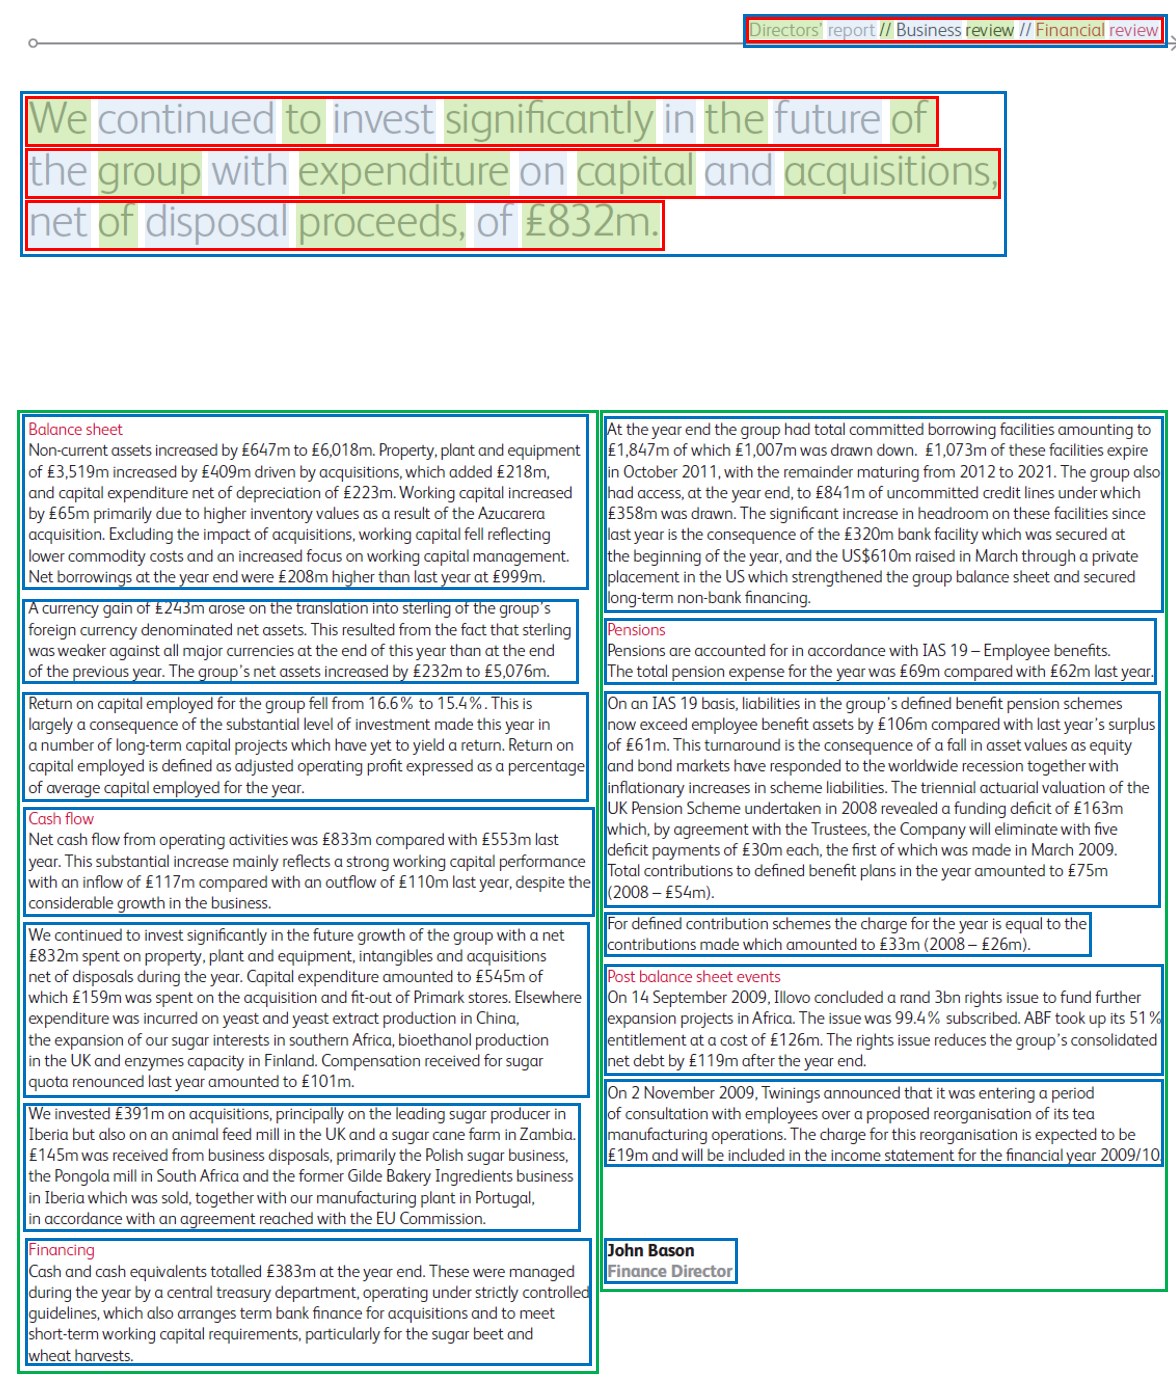 Directors' report // Business review // Financial review
We continued to invest significantly in the future of
the group with expenditure on capital and acquisitions,
net of disposal proceeds, of £832m.
Balance sheet
Non-current assets increased by £647m to £6,018m. Property, plant and equipment
of £3,519m increased by £409m driven by acquisitions, which added £218m,
and capital expenditure net of depreciation of £223m. Working capital increased
by £65m primarily due to higher inventory values as a result of the Azucarera
acquisition. Excluding the impact of acquisitions, working capital fell reflecting
lower commodity costs and an increased focus on working capital management.
Net borrowings at the year end were £208m higher than last year at £999m.
A currency gain of £243m arose on the translation into sterling of the group's
foreign currency denominated net assets. This resulted from the fact that sterling
was weaker against all major currencies at the end of this year than at the end
of the previous year. The group's net assets increased by £232m to £5,076m.
Return on capital employed for the group fell from 16.6% to 15.4%. This is
largely a consequence of the substantial level of investment made this year in
a number of long-term capital projects which have yet to yield a return. Return on
capital employed is defined as adjusted operating profit expressed as a percentage
of average capital employed for the year.
Cash flow
Net cash flow from operating activities was £833m compared with £553m last
year. This substantial increase mainly reflects a strong working capital performance
with an inflow of £117m compared with an outflow of £110m last year, despite the
considerable growth in the business.
We continued to invest significantly in the future growth of the group with a net
£832m spent on property, plant and equipment, intangibles and acquisitions
net of disposals during the year. Capital expenditure amounted to £545m of
which £159m was spent on the acquisition and fit-out of Primark stores. Elsewhere
expenditure was incurred on yeast and yeast extract production in China,
the expansion of our sugar interests in southern Africa, bioethanol production
in the UK and enzymes capacity in Finland. Compensation received for sugar
quota renounced last year amounted to £101m.
We invested £391m on acquisitions, principally on the leading sugar producer in
Iberia but also on an animal feed mill in the UK and a sugar cane farm in Zambia.
£145m was received from business disposals, primarily the Polish sugar business,
the Pongola mill in South Africa and the former Gilde Bakery Ingredients business
in Iberia which was sold, together with our manufacturing plant in Portugal,
in accordance with an agreement reached with the EU Commission.
Financing
Cash and cash equivalents totalled £383m at the year end. These were managed
during the year by a central treasury department, operating under strictly controlled
guidelines, which also arranges term bank finance for acquisitions and to meet
short-term working capital requirements, particularly for the sugar beet and
wheat harvests.
At the year end the group had total committed borrowing facilities amounting to
£1,847m of which £1,007m was drawn down. £1,073m of these facilities expire
in October 2011, with the remainder maturing from 2012 to 2021. The group also
had access, at the year end, to £841m of uncommitted credit lines under which
£358m was drawn. The significant increase in headroom on these facilities since
last year is the consequence of the £320m bank facility which was secured at
the beginning of the year, and the US$610m raised in March through a private
placement in the US which strengthened the group balance sheet and secured
long-term non-bank financing.
Pensions
Pensions are accounted for in accordance with IAS 19 – Employee benefits.
The total pension expense for the year was £69m compared with £62m last year.
On an IAS 19 basis, liabilities in the group's defined benefit pension schemes
now exceed employee benefit assets by £106m compared with last year's surplus
of £61m. This turnaround is the consequence of a fall in asset values as equity
and bond markets have responded to the worldwide recession together with
inflationary increases in scheme liabilities. The triennial actuarial valuation of the
UK Pension Scheme undertaken in 2008 revealed a funding deficit of £163m
which, by agreement with the Trustees, the Company will eliminate with five
deficit payments of £30m each, the first of which was made in March 2009.
Total contributions to defined benefit plans in the year amounted to £75m
(2008 – £54m).
For defined contribution schemes the charge for the year is equal to the
contributions made which amounted to £33m (2008 – £26m).
Post balance sheet events
On 14 September 2009, Illovo concluded a rand 3bn rights issue to fund further
expansion projects in Africa. The issue was 99.4% subscribed. ABF took up its 51%
entitlement at a cost of £126m. The rights issue reduces the group's consolidated
net debt by £119m after the year end.
On 2 November 2009, Twinings announced that it was entering a period
of consultation with employees over a proposed reorganisation of its tea
manufacturing operations. The charge for this reorganisation is expected to be
£19m and will be included in the income statement for the financial year 2009/10.
John Bason
Finance Director